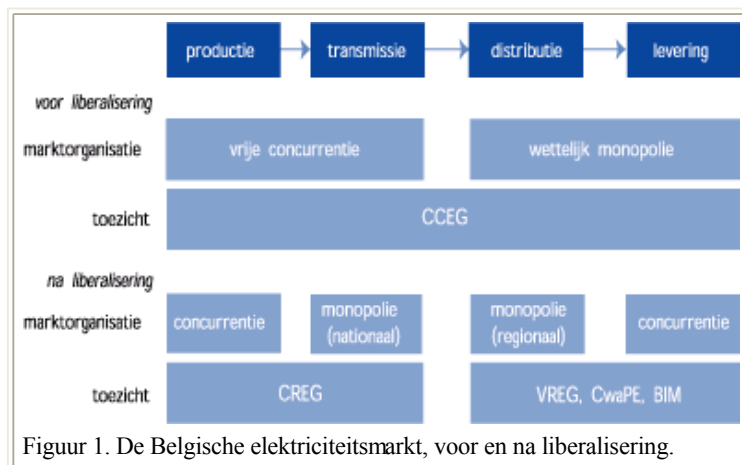 productie transmissie distributie levering
voor liberalisering
marktorganisatie vrije concurrentie wettelijk monopolie
toezicht CCEG
na liberalisering
marktorganisatie concurrentie monopolie (nationaal) monopolie (regionaal) concurrentie
toezicht CREG VREG, CwaPE, BIM
Figuur 1. De Belgische elektriciteitsmarkt, voor en na liberalisering.